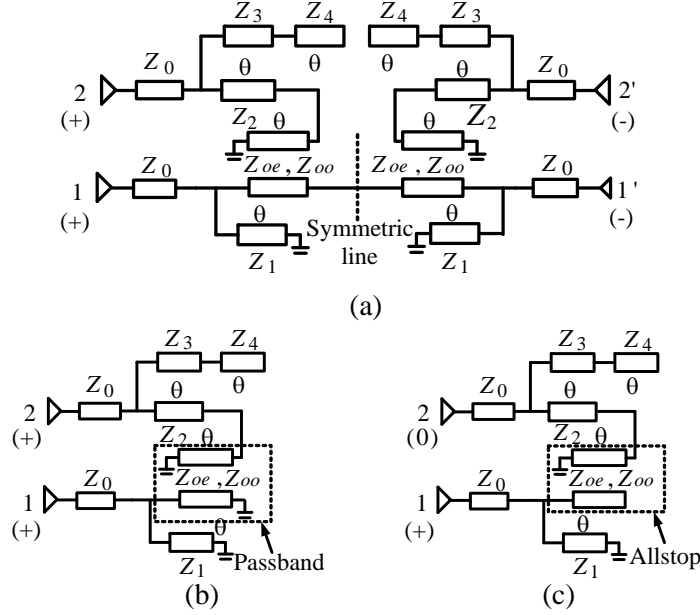 Z3 Z4 Z4 Z3
Z0 θ θ θ θ Z0
2 2'
(+) Z2 θ θ Z2 (-)
Z0 Zoe, Zoo Zoe, Zoo Z0
1 1'
(+) θ Symmetric line θ (-)
Z1 Z1
(a)
Z3 Z4
Z0 θ θ
2
(+) Z2 θ
Z0 Zoe, Zoo
1
(+) θ
Z1 Passband
(b)
Z3 Z4
Z0 θ θ
2
(0) Z2 θ
Z0 Zoe, Zoo
1
(+) θ
Z1 Allstop
(c)